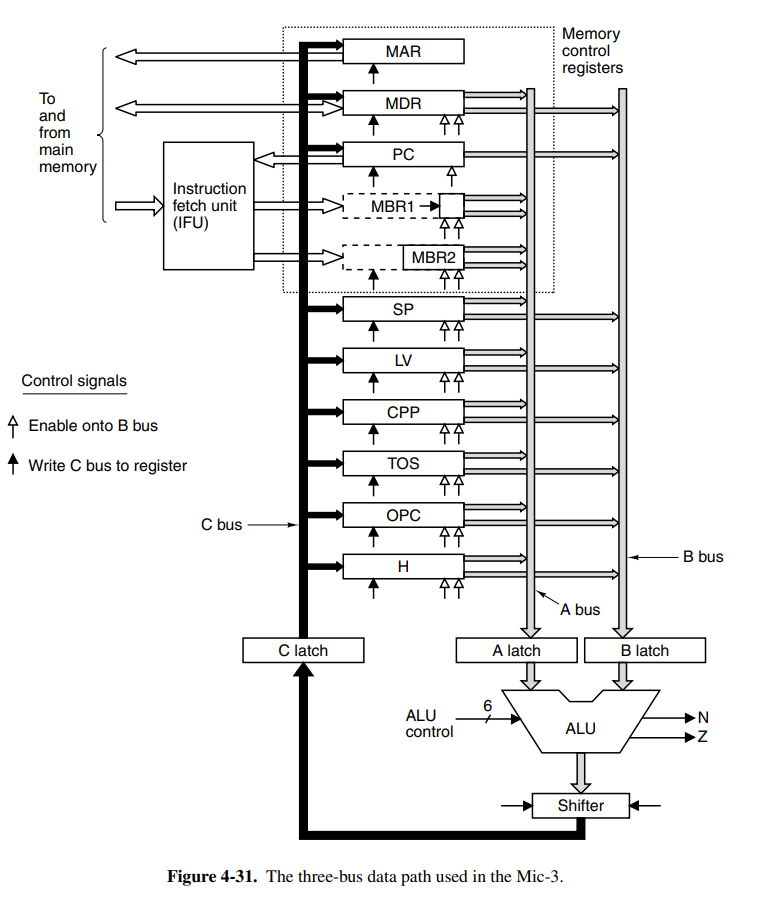 Memory
control
registers
MAR
To
and
from
main
memory
MDR
PC
Instruction
fetch unit
(IFU)
MBR1
MBR2
SP
LV
Control signals
CPP
Enable onto B bus
TOS
Write C bus to register
OPC
C bus
B bus
H
A bus
C latch
A latch
B latch
6
ALU
control
ALU
N
Z
Shifter
Figure 4-31. The three-bus data path used in the Mic-3.